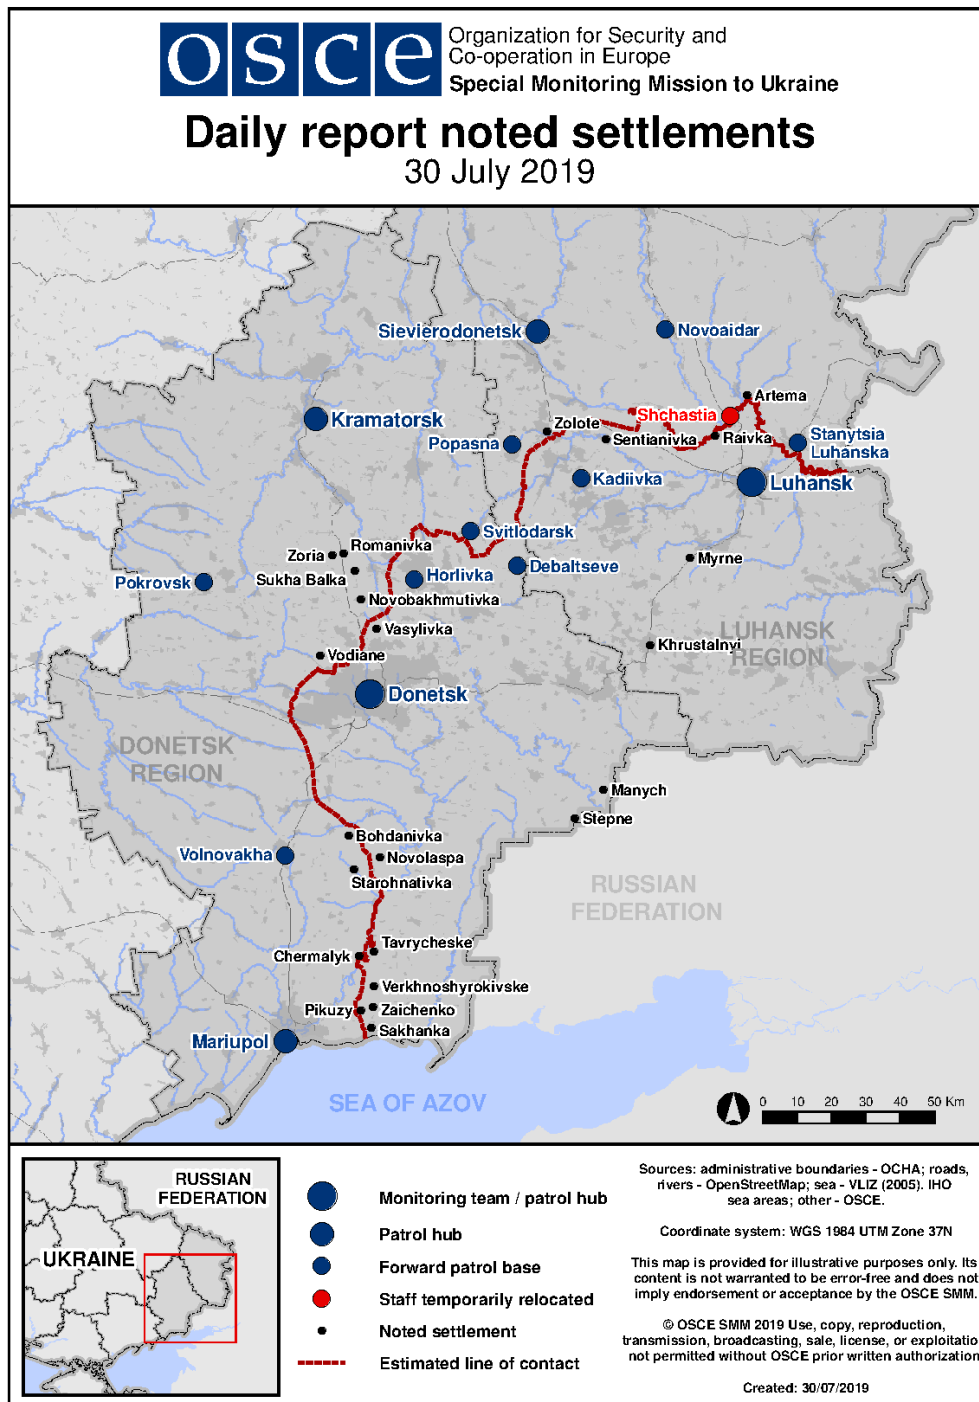 osce
Organization for Security and
Co-operation in Europe
Special Monitoring Mission to Ukraine
Daily report noted settlements
30 July 2019
Sievierodonetsk
Novoaidar
Artema
Shchastia
Kramatorsk
Zolote
Popasna
Sentianivka
Raivka
Stanytsia
Luhanska
Kadiivka
Luhansk
Svitlodarsk
Romanivka
Zoria
Myrne
Debaltseve
Sukha Balka
Horlivka
Pokrovsk
Novobakhmutivka
Vasylivka
LUHANSK
REGION
Khrustalnyi
Vodiane
Donetsk
DONETSK
REGION
Manych
Stepne
Bohdanivka
Volnovakha
Novolaspa
Starohnativka
RUSSIAN
FEDERATION
Tavrycheske
Chermalyk
Verkhnoshyrokivske
Pikuzy
Zaichenko
Sakhanka
Mariupol
SEA OF AZOV
0 10 20 30 40 50 Km
RUSSIAN
FEDERATION
UKRAINE
Monitoring team / patrol hub
Patrol hub
Forward patrol base
Staff temporarily relocated
Noted settlement
Estimated line of contact
Sources: administrative boundaries - OCHA; roads,
rivers - OpenStreetMap; sea - VLIZ (2005). IHO
sea areas; other - OSCE.
Coordinate system: WGS 1984 UTM Zone 37N
This map is provided for illustrative purposes only. Its
content is not warranted to be error-free and does not
imply endorsement or acceptance by the OSCE SMM.
© OSCE SMM 2019 Use, copy, reproduction,
transmission, broadcasting, sale, license, or exploitatio
not permitted without OSCE prior written authorization
Created: 30/07/2019